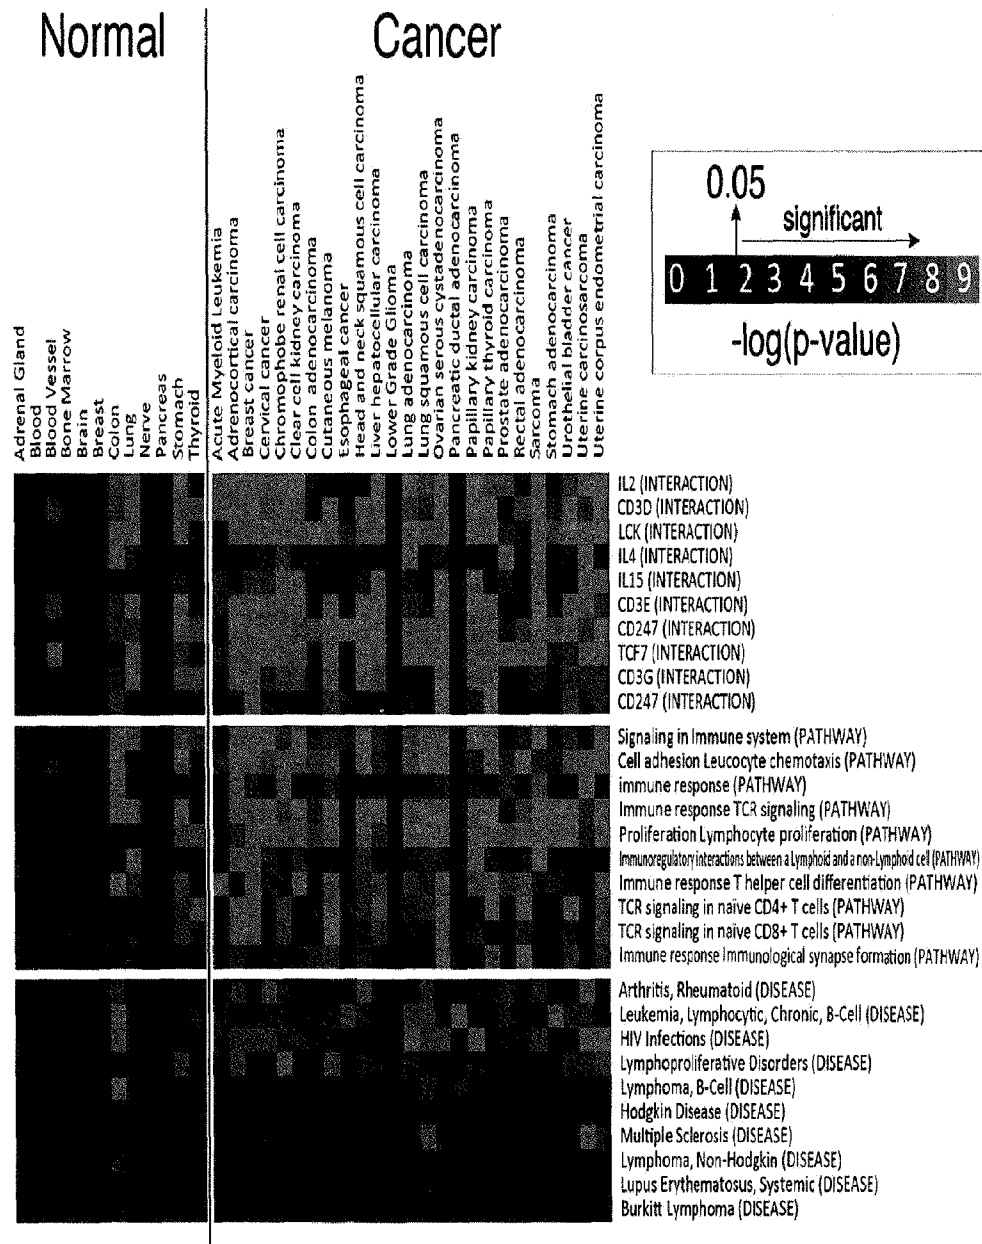 Normal
Cancer
Adrenal Gland
Blood
Blood Vessel
Bone Marrow
Brain
Breast
Colon
Lung
Nerve
Pancreas
Stomach
Thyroid
Acute Myeloid Leukemia
Adrenocortical carcinoma
Breast cancer
Cervical cancer
Chromophobe renal cell carcinoma
Clear cell kidney carcinoma
Colon adenocarcinoma
Cutaneous melanoma
Esophageal cancer
Head and neck squamous cell carcinoma
Liver hepatocellular carcinoma
Lower Grade Glioma
Lung adenocarcinoma
Lung squamous cell carcinoma
Ovarian serous cystadenocarcinoma
Pancreatic ductal adenocarcinoma
Papillary kidney carcinoma
Papillary thyroid carcinoma
Prostate adenocarcinoma
Rectal adenocarcinoma
Sarcoma
Stomach adenocarcinoma
Urothelial bladder cancer
Uterine carcinosarcoma
Uterine corpus endometrial carcinoma
0.05
significant
0 1 2 3 4 5 6 7 8 9
-log(p-value)
IL2 (INTERACTION)
CD3D (INTERACTION)
LCK (INTERACTION)
IL4 (INTERACTION)
IL15 (INTERACTION)
CD3E (INTERACTION)
CD247 (INTERACTION)
TCF7 (INTERACTION)
CD3G (INTERACTION)
CD247 (INTERACTION)
Signaling in Immune system (PATHWAY)
Cell adhesion Leucocyte chemotaxis (PATHWAY)
immune response (PATHWAY)
Immune response TCR signaling (PATHWAY)
Proliferation Lymphocyte proliferation (PATHWAY)
Immunoregulatory interactions between a Lymphoid and a non-Lymphoid cell (PATHWAY)
Immune response T helper cell differentiation (PATHWAY)
TCR signaling in naïve CD4+ T cells (PATHWAY)
TCR signaling in naïve CD8+ T cells (PATHWAY)
Immune response Immunological synapse formation (PATHWAY)
Arthritis, Rheumatoid (DISEASE)
Leukemia, Lymphocytic, Chronic, B-Cell (DISEASE)
HIV Infections (DISEASE)
Lymphoproliferative Disorders (DISEASE)
Lymphoma, B-Cell (DISEASE)
Hodgkin Disease (DISEASE)
Multiple Sclerosis (DISEASE)
Lymphoma, Non-Hodgkin (DISEASE)
Lupus Erythematosus, Systemic (DISEASE)
Burkitt Lymphoma (DISEASE)